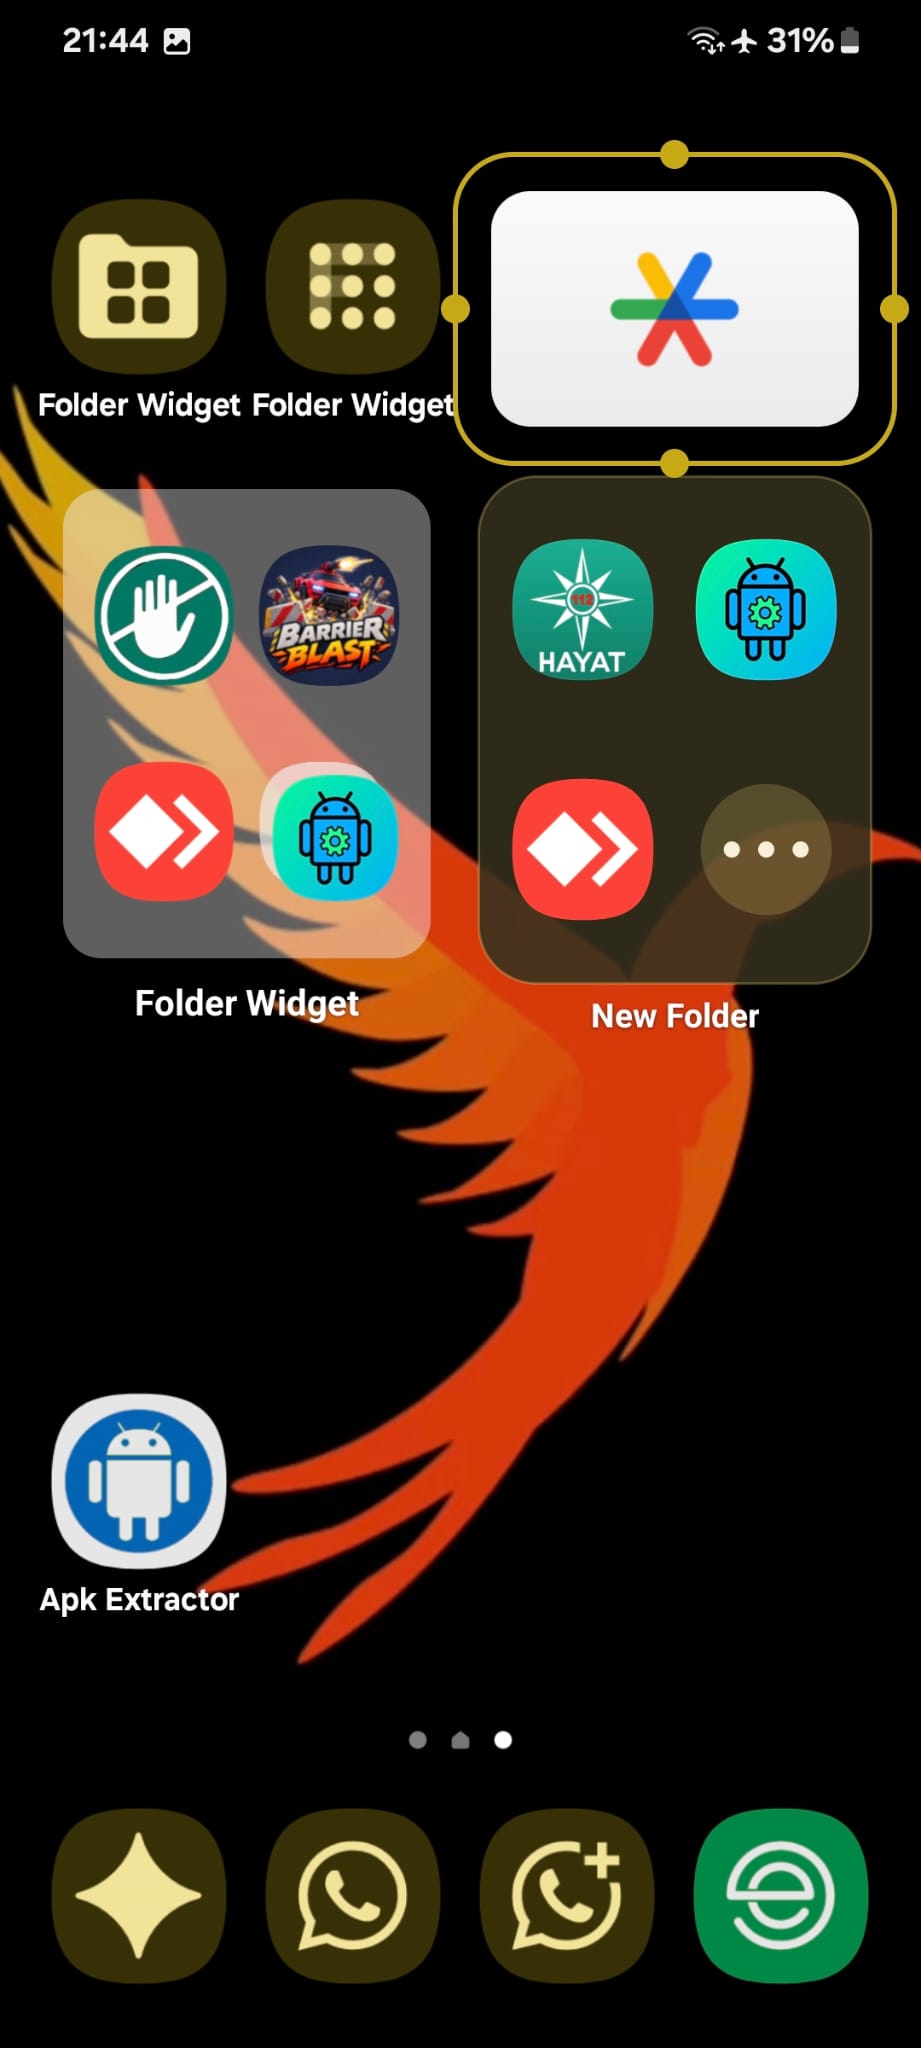 21:44
31%
Folder Widget
Folder Widget
BARRIER
BLAST
112
HAYAT
Folder Widget
New Folder
Apk Extractor